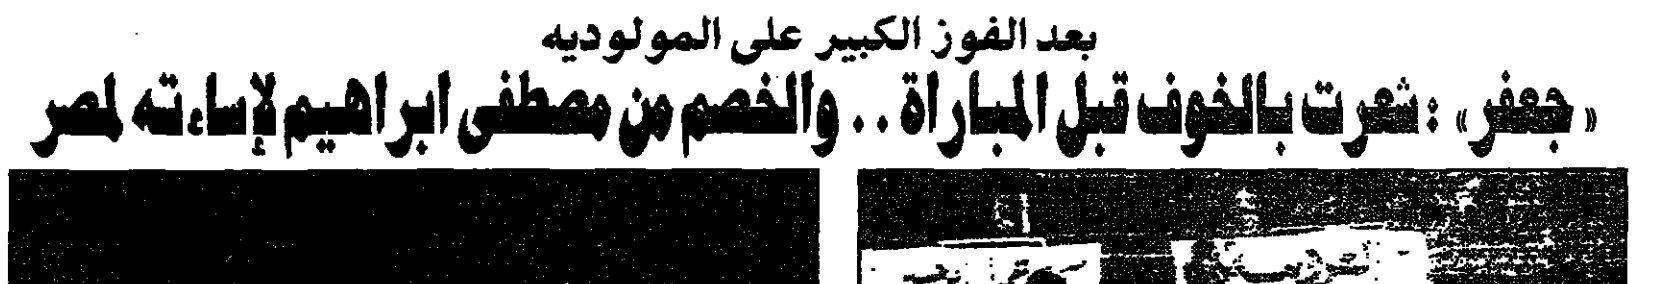 بعد الفوز الكبير على المولوديه
« جعفر » : شعرت بالخوف قبل المباراة . . والخصم من مصطفى ابراهيم لإساءته لمصر